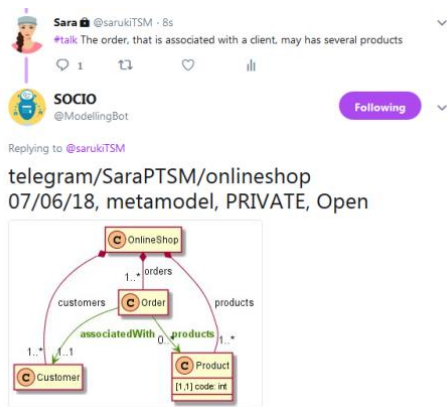 Sara @sarukiTSM · 8s
#talk The order, that is associated with a client, may has several products
1
SOCIO
@ModellingBot
Following
Replying to @sarukiTSM
telegram/SaraPTSM/onlineshop
07/06/18, metamodel, PRIVATE, Open
C OnlineShop
1..* orders
customers C Order products
associatedWith products
1..* 1..1 0..* 1..*
C Customer C Product
[1,1] code: int